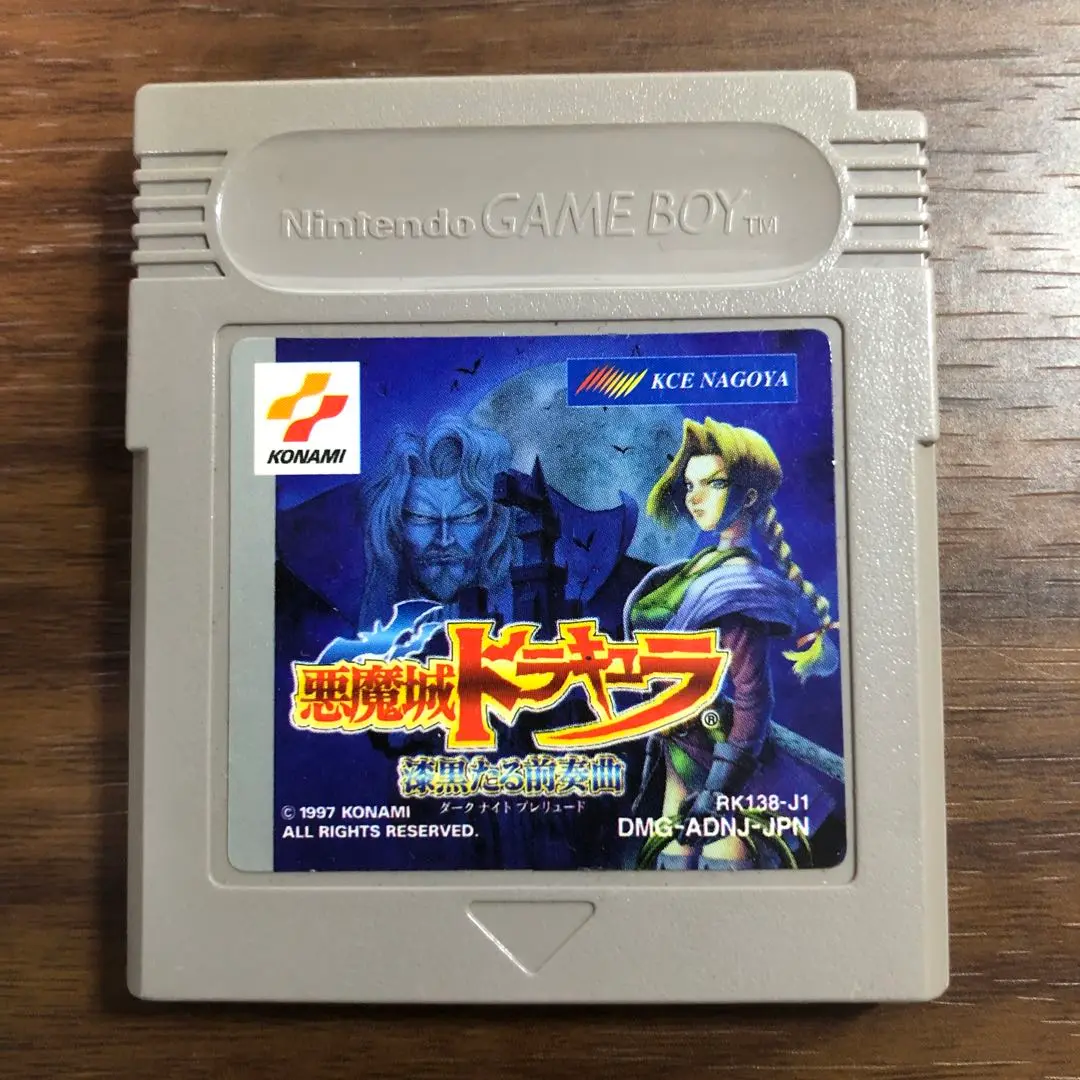 Nintendo GAME BOY TM
KONAMI
KCE NAGOYA
悪魔城ドラキュラ®
漆黒たる前奏曲
ダークナイトプレリュード
© 1997 KONAMI
ALL RIGHTS RESERVED.
RK138-J1
DMG-ADNJ-JPN